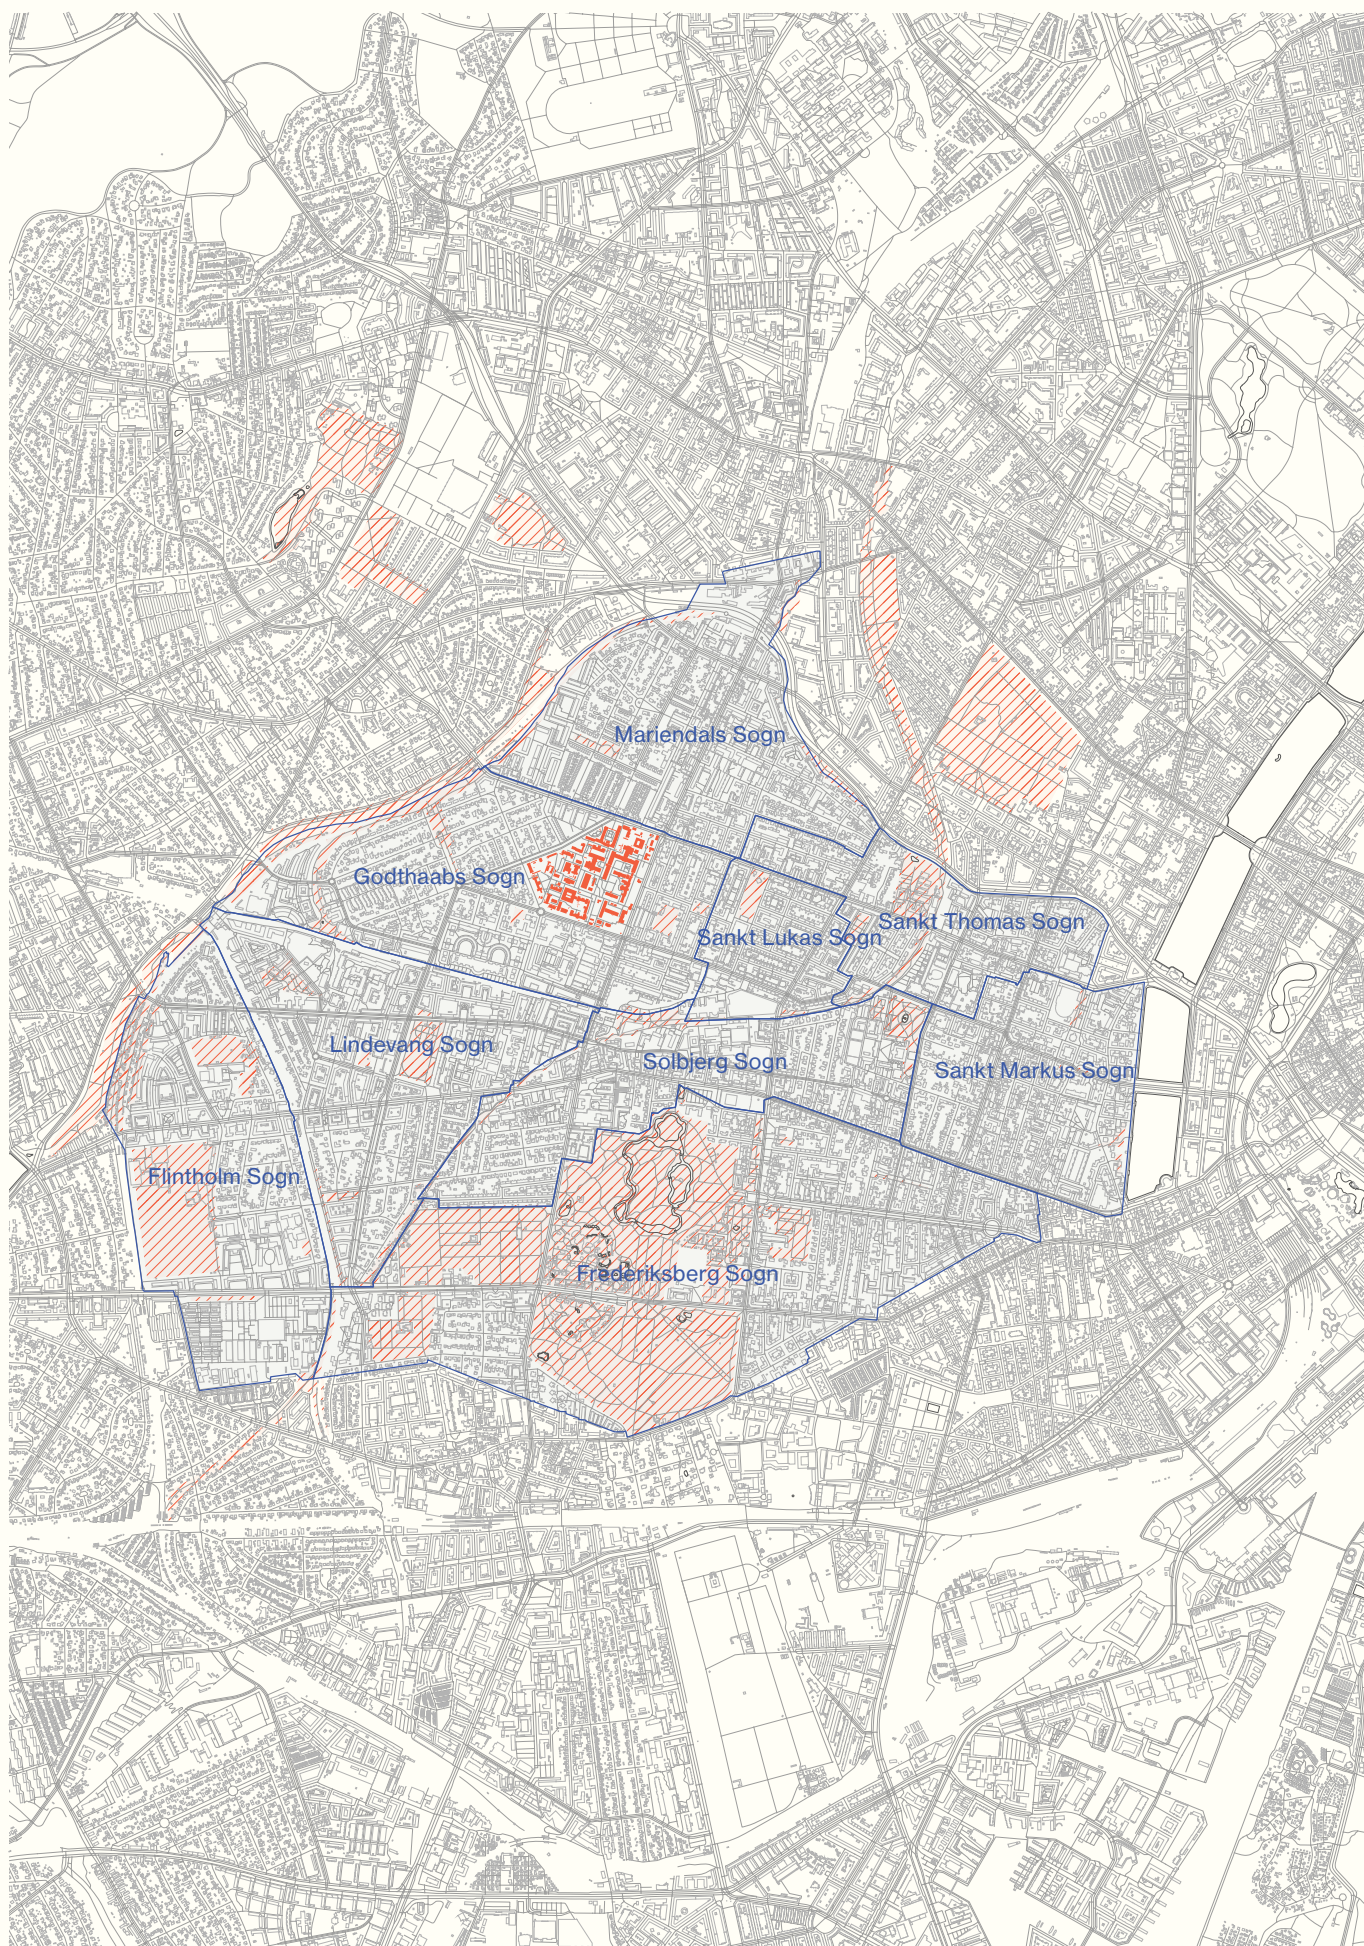 Mariendals Sogn
Godthaabs Sogn
Sankt Thomas Sogn
Sankt Lukas Sogn
Lindevang Sogn
Solbjerg Sogn
Sankt Markus Sogn
Flintholm Sogn
Frederiksberg Sogn